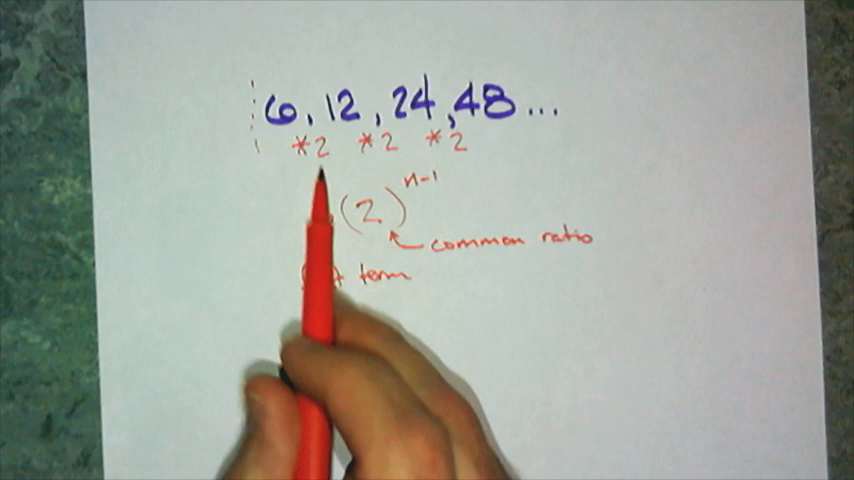 6, 12, 24, 48 ...
*2 *2 *2
(2)^n-1
common ratio
term